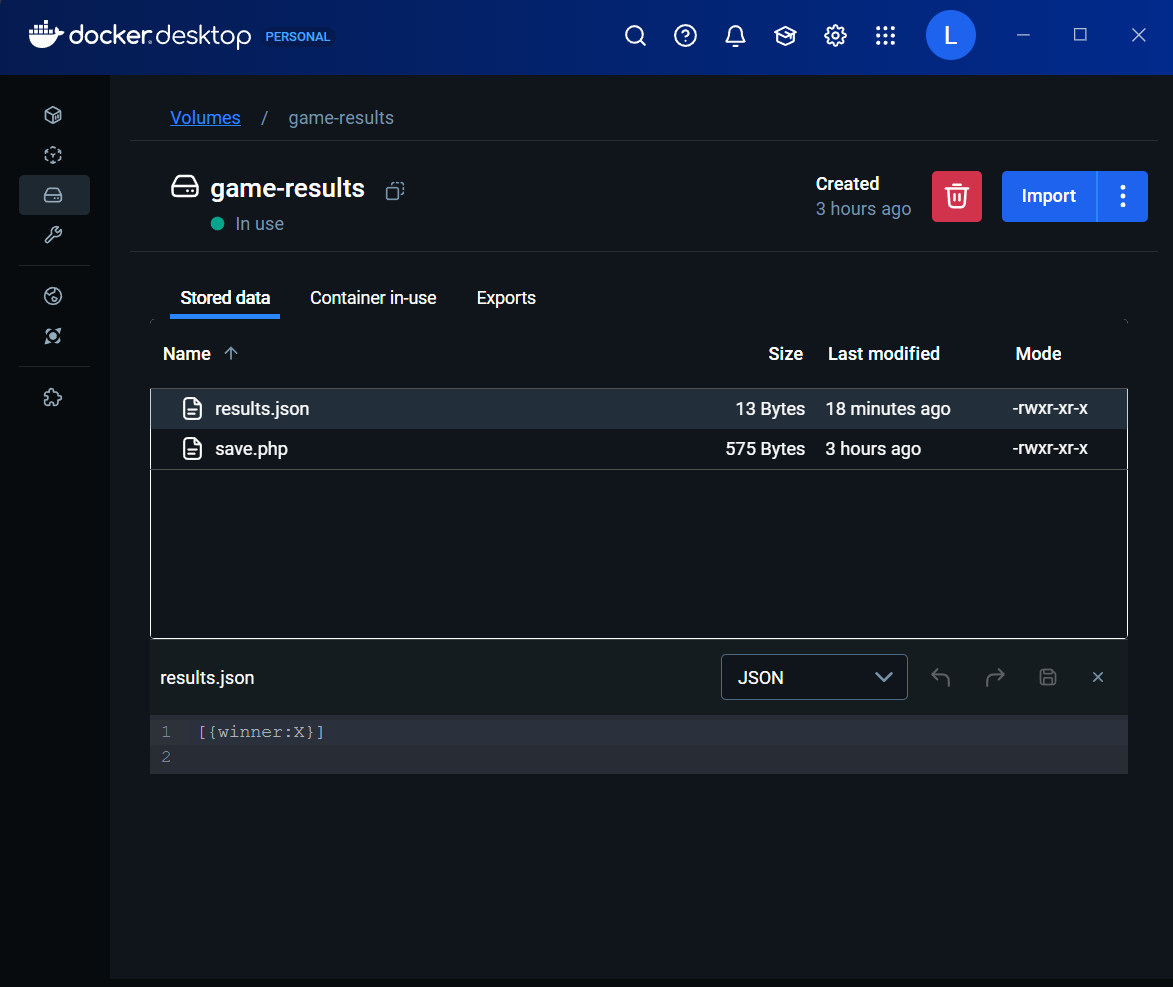 docker.desktop PERSONAL
L
Volumes / game-results
game-results
In use
Created
3 hours ago
Import
Stored data Container in-use Exports
Name Size Last modified Mode
results.json 13 Bytes 18 minutes ago -rwxr-xr-x
save.php 575 Bytes 3 hours ago -rwxr-xr-x
results.json JSON
1 [{winner:X}]
2